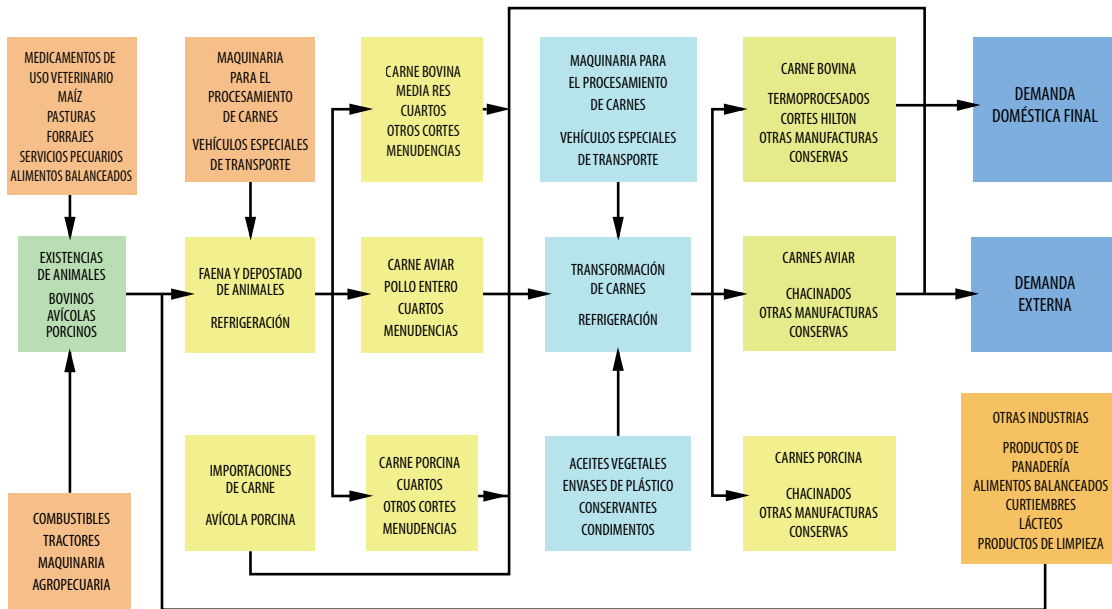 MEDICAMENTOS DE
USO VETERINARIO
MAÍZ
PASTURAS
FORRAJES
SERVICIOS PECUARIOS
ALIMENTOS BALANCEADOS
MAQUINARIA
PARA EL
PROCESAMIENTO
DE CARNES
VEHÍCULOS ESPECIALES
DE TRANSPORTE
CARNE BOVINA
MEDIA RES
CUARTOS
OTROS CORTES
MENUDENCIAS
MAQUINARIA PARA
EL PROCESAMIENTO
DE CARNES
VEHÍCULOS ESPECIALES
DE TRANSPORTE
CARNE BOVINA
TERMOPROCESADOS
CORTES HILTON
OTRAS MANUFACTURAS
CONSERVAS
DEMANDA
DOMÉSTICA FINAL
EXISTENCIAS
DE ANIMALES
BOVINOS
AVÍCOLAS
PORCINOS
FAENA Y DEPOSTADO
DE ANIMALES
REFRIGERACIÓN
CARNE AVIAR
POLLO ENTERO
CUARTOS
MENUDENCIAS
TRANSFORMACIÓN
DE CARNES
REFRIGERACIÓN
CARNES AVIAR
CHACINADOS
OTRAS MANUFACTURAS
CONSERVAS
DEMANDA
EXTERNA
COMBUSTIBLES
TRACTORES
MAQUINARIA
AGROPECUARIA
IMPORTACIONES
DE CARNE
AVÍCOLA PORCINA
CARNE PORCINA
CUARTOS
OTROS CORTES
MENUDENCIAS
ACEITES VEGETALES
ENVASES DE PLÁSTICO
CONSERVANTES
CONDIMENTOS
CARNES PORCINA
CHACINADOS
OTRAS MANUFACTURAS
CONSERVAS
OTRAS INDUSTRIAS
PRODUCTOS DE
PANADERÍA
ALIMENTOS BALANCEADOS
CURTIEMBRES
LÁCTEOS
PRODUCTOS DE LIMPIEZA